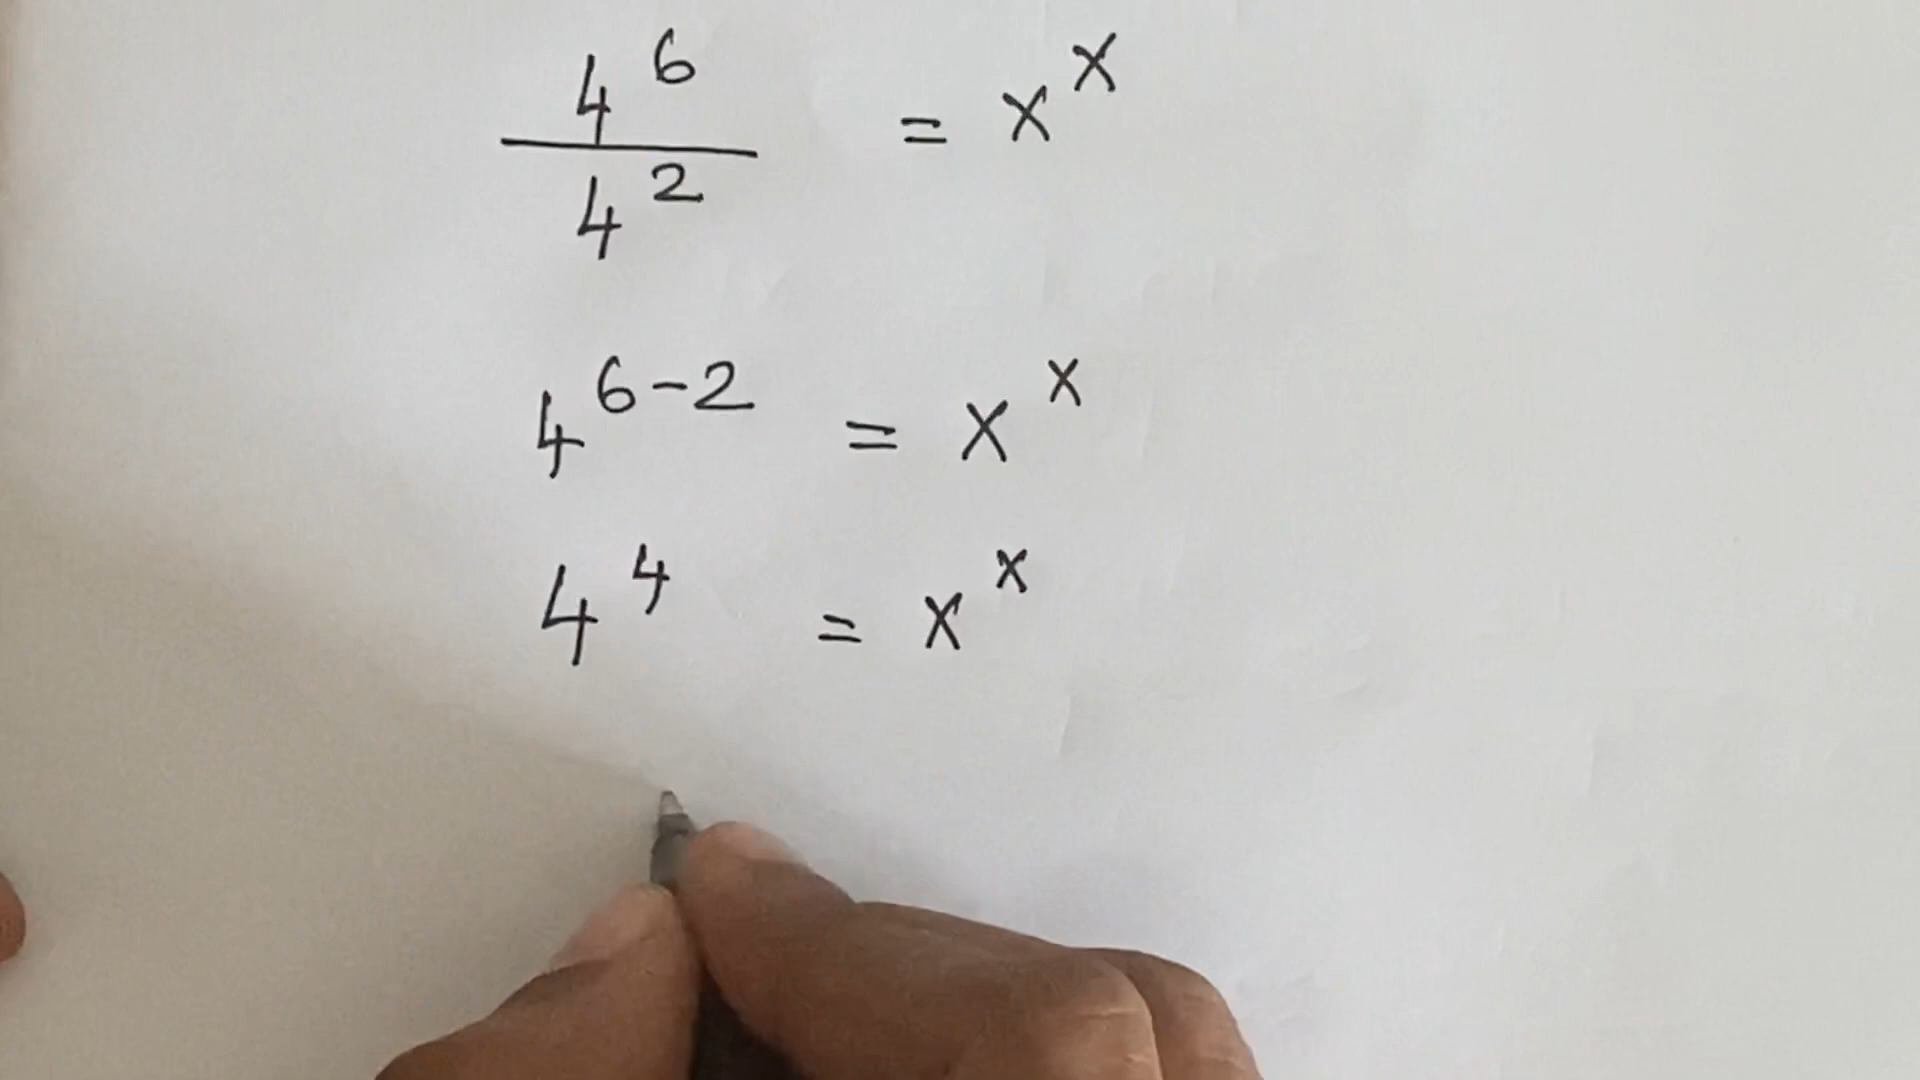 4^6 / 4^2 = x^x
4^{6-2} = x^x
4^4 = x^x